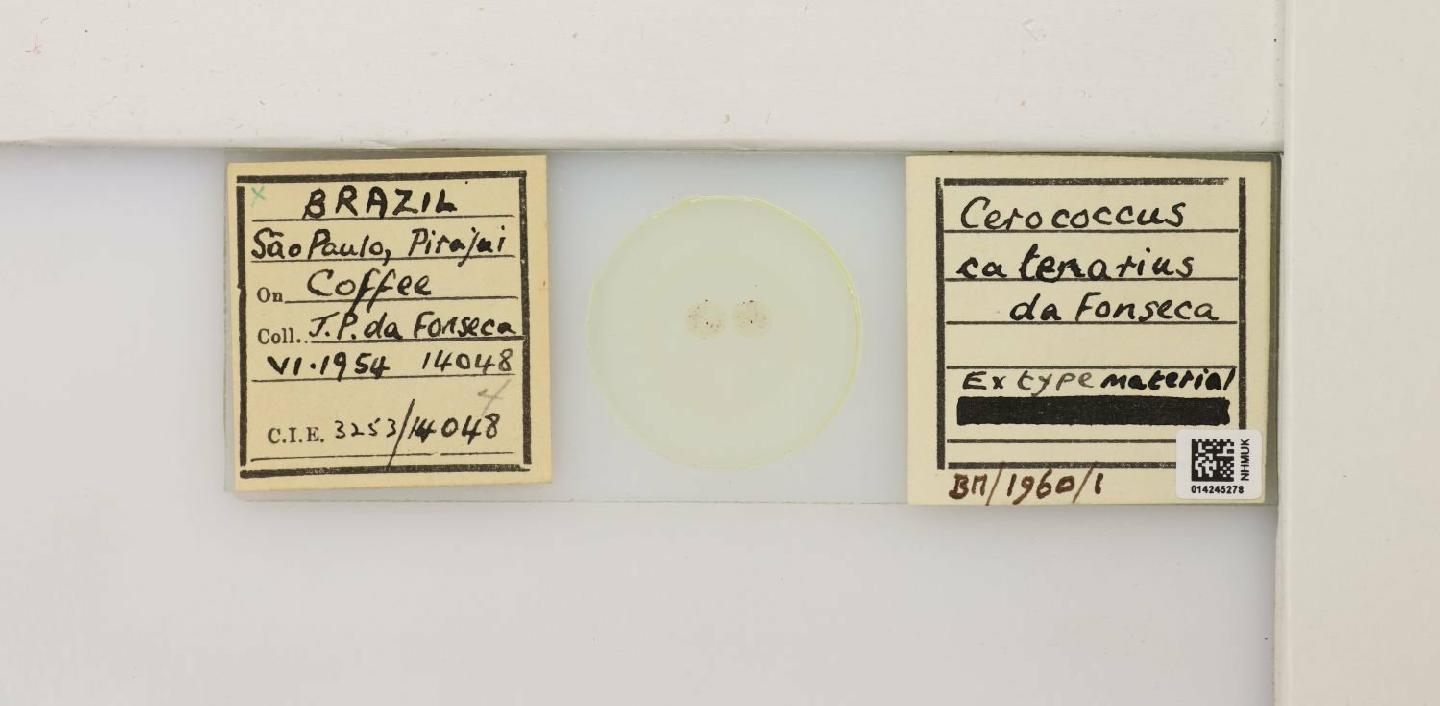 x
BRAZIL
São Paulo, Pirajui
On Coffee
Coll. J.P. da Fonseca
VI.1954 14048
4
C.I.E. 3253/14048
Cerococcus
catenarius
da Fonseca
Ex type material
BM/1960/1
NHMUK
014245278